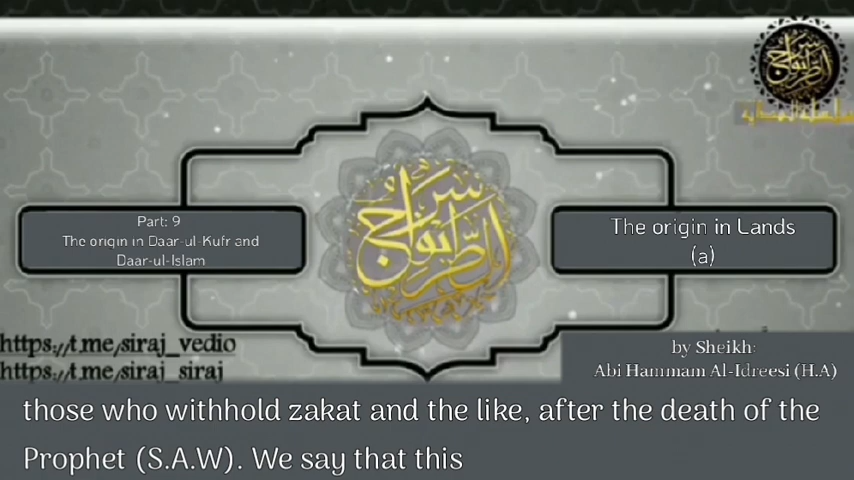 سراج
الطريق
Part: 9
The origin in Daar-ul-Kufr and
Daar-ul-Islam
The origin in Lands
(a)
https://t.me/siraj_vedio
https://t.me/siraj_siraj
by Sheikh:
Abi Hammam Al-Idreesi (H.A)
those who withhold zakat and the like, after the death of the
Prophet (S.A.W). We say that this